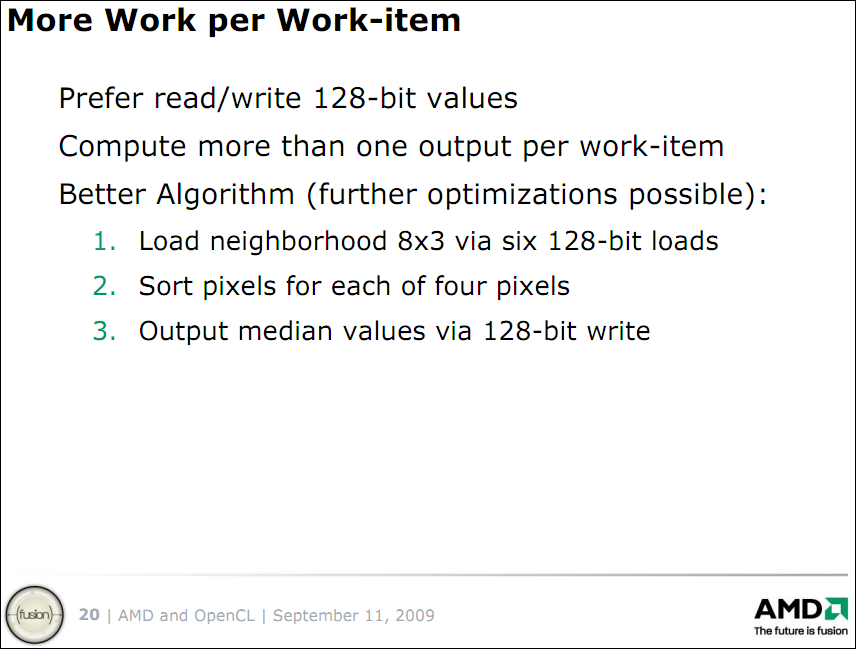 More Work per Work-item
Prefer read/write 128-bit values
Compute more than one output per work-item
Better Algorithm (further optimizations possible):
1. Load neighborhood 8x3 via six 128-bit loads
2. Sort pixels for each of four pixels
3. Output median values via 128-bit write
fusion
20 | AMD and OpenCL | September 11, 2009
AMD
The future is fusion